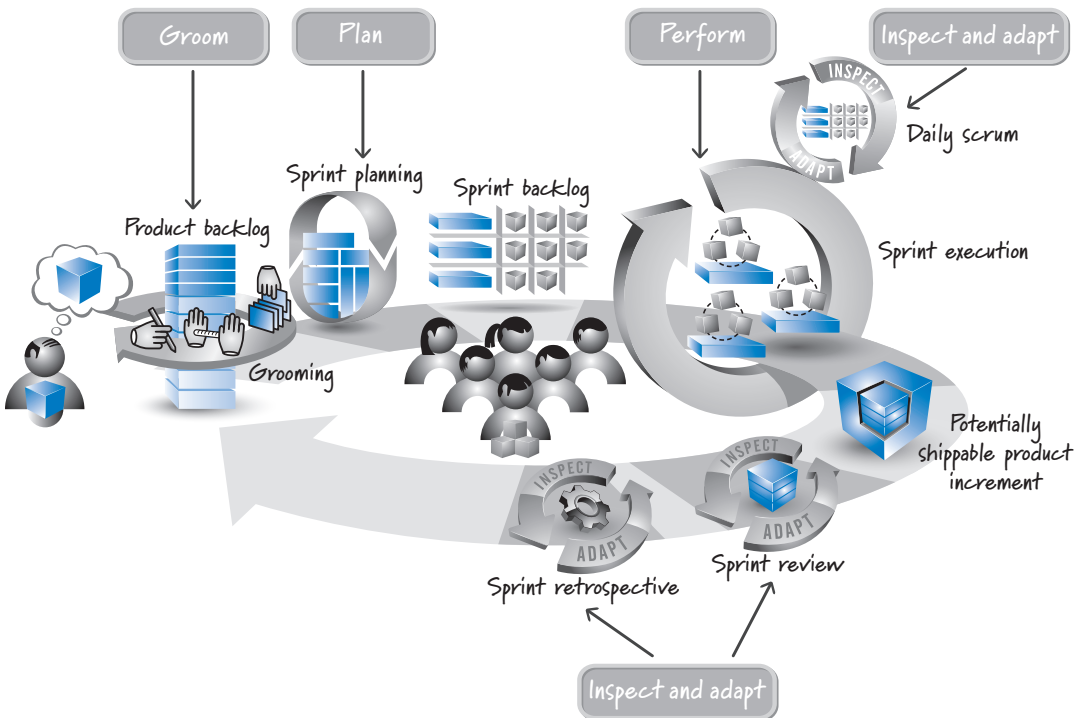 Groom
Plan
Perform
Inspect and adapt
INSPECT
ADAPT
Daily scrum
Sprint planning
Sprint backlog
Product backlog
Sprint execution
Grooming
Potentially
shippable product
increment
INSPECT
ADAPT
Sprint review
INSPECT
ADAPT
Sprint retrospective
Inspect and adapt